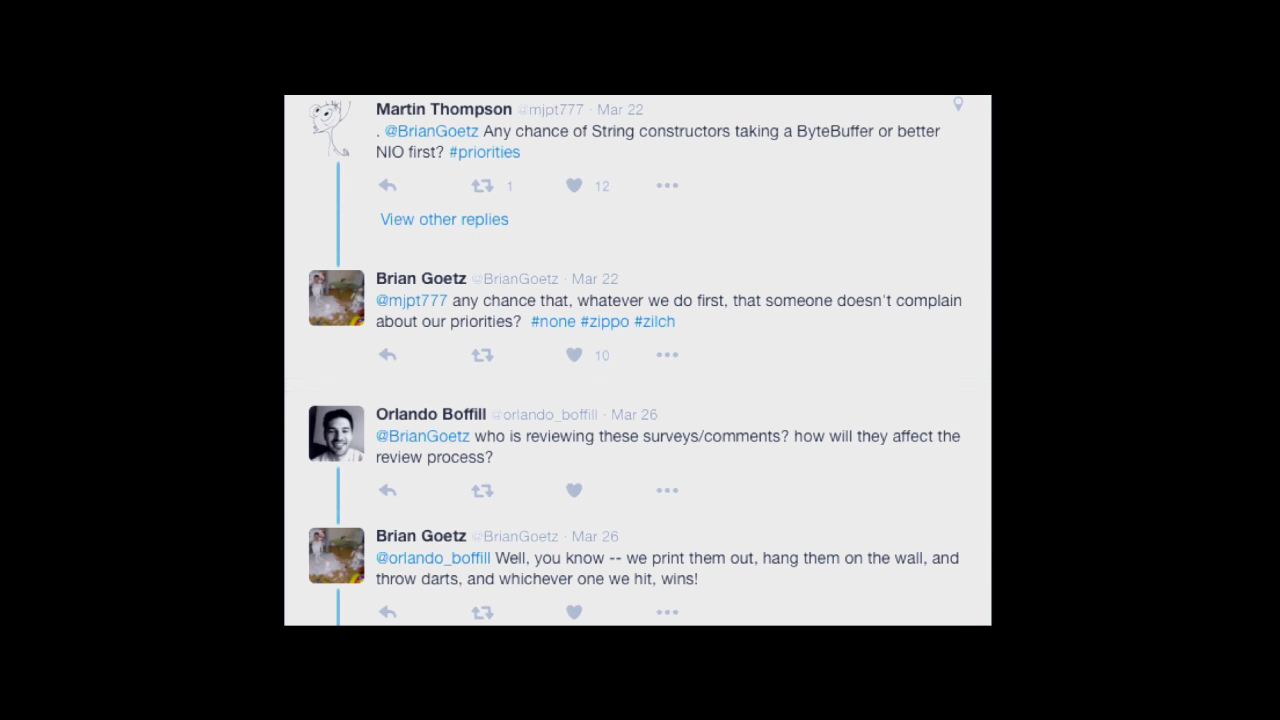 Martin Thompson @mjpt777 · Mar 22
. @BrianGoetz Any chance of String constructors taking a ByteBuffer or better
NIO first? #priorities
1 12
View other replies
Brian Goetz @BrianGoetz · Mar 22
@mjpt777 any chance that, whatever we do first, that someone doesn't complain
about our priorities? #none #zippo #zilch
10
Orlando Boffill @orlando_boffill · Mar 26
@BrianGoetz who is reviewing these surveys/comments? how will they affect the
review process?
Brian Goetz @BrianGoetz · Mar 26
@orlando_boffill Well, you know -- we print them out, hang them on the wall, and
throw darts, and whichever one we hit, wins!